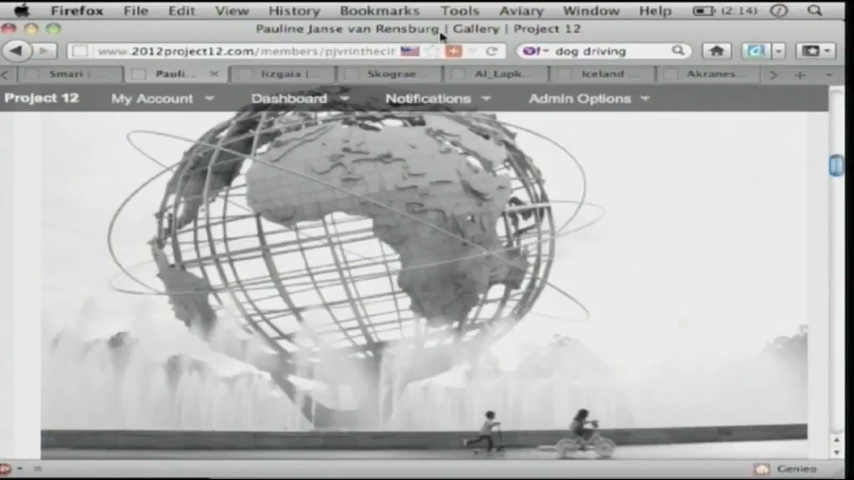 Firefox File Edit View History Bookmarks Tools Aviary Window Help (2:14)
Pauline Janse van Rensburg | Gallery | Project 12
www.2012project12.com/members/pjvrinthecit dog driving
Smari | ... Pauli... Iizgaia | ... Skograe... Al_Lapk... Iceland ... Akranes...
Project 12 My Account Dashboard Notifications Admin Options
Genieo